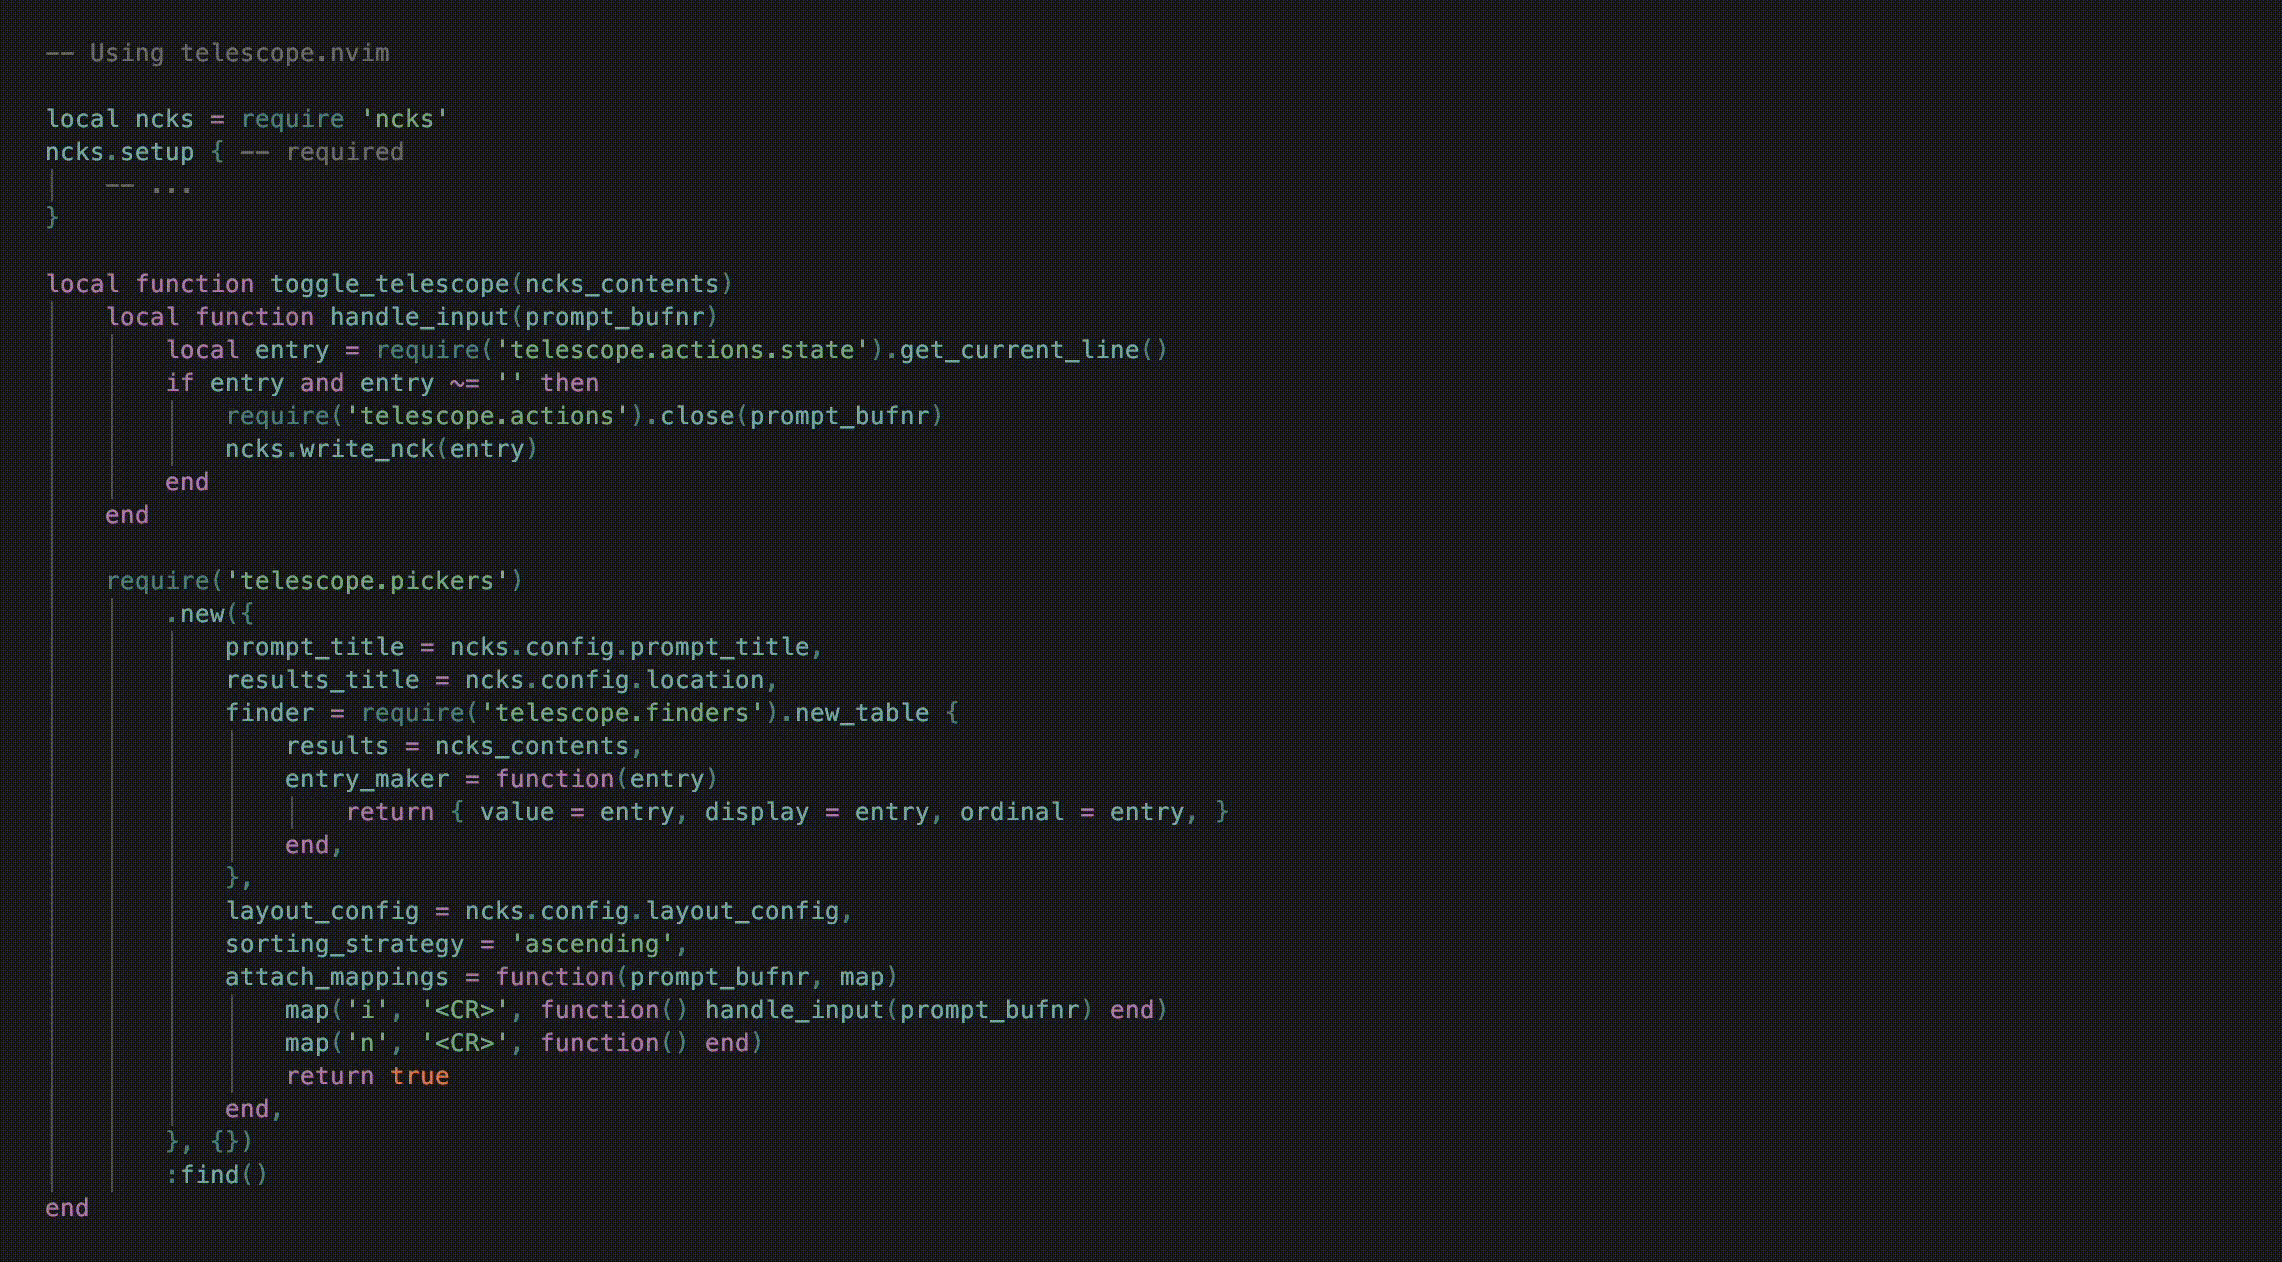 -- Using telescope.nvim

local ncks = require 'ncks'
ncks.setup { -- required
    -- ...
}

local function toggle_telescope(ncks_contents)
    local function handle_input(prompt_bufnr)
        local entry = require('telescope.actions.state').get_current_line()
        if entry and entry ~= '' then
            require('telescope.actions').close(prompt_bufnr)
            ncks.write_nck(entry)
        end
    end

    require('telescope.pickers')
        .new({
            prompt_title = ncks.config.prompt_title,
            results_title = ncks.config.location,
            finder = require('telescope.finders').new_table {
                results = ncks_contents,
                entry_maker = function(entry)
                    return { value = entry, display = entry, ordinal = entry, }
                end,
            },
            layout_config = ncks.config.layout_config,
            sorting_strategy = 'ascending',
            attach_mappings = function(prompt_bufnr, map)
                map('i', '<CR>', function() handle_input(prompt_bufnr) end)
                map('n', '<CR>', function() end)
                return true
            end,
        }, {})
        :find()
end